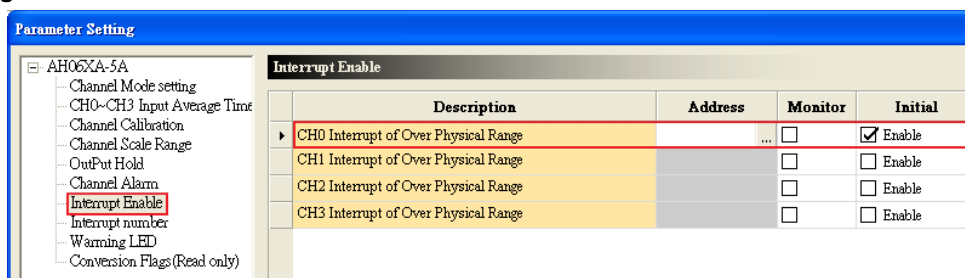 Parameter Setting
AH06XA-5A
Channel Mode setting
CH0~CH3 Input Average Time
Channel Calibration
Channel Scale Range
OutPut Hold
Channel Alarm
Interrupt Enable
Interrupt number
Warning LED
Conversion Flags(Read only)
Interrupt Enable
Description Address Monitor Initial
CH0 Interrupt of Over Physical Range ... Enable
CH1 Interrupt of Over Physical Range Enable
CH2 Interrupt of Over Physical Range Enable
CH3 Interrupt of Over Physical Range Enable